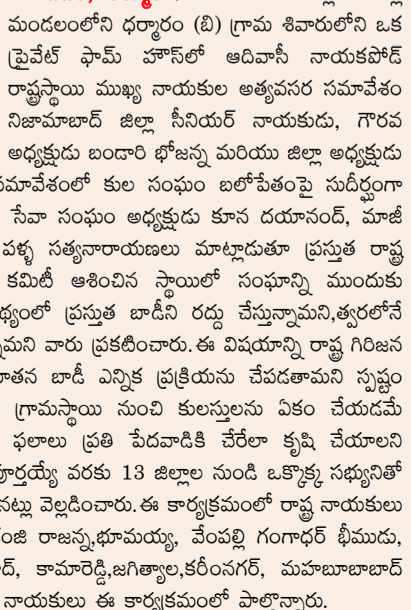 మండలంలోని ధర్మారం (బి) గ్రామ శివారులోని ఒక
ప్రైవేట్ ఫామ్ హౌస్‌లో ఆదివాసీ నాయకపోడ్
రాష్ట్రస్థాయి ముఖ్య నాయకుల అత్యవసర సమావేశం
నిజామాబాద్ జిల్లా సీనియర్ నాయకుడు, గౌరవ
అధ్యక్షుడు బండారి భోజన్న మరియు జిల్లా అధ్యక్షుడు
సమావేశంలో కుల సంఘం బలోపేతంపై సుదీర్ఘంగా
సేవా సంఘం అధ్యక్షుడు కూన దయానంద్, మాజీ
పళ్ళ సత్యనారాయణలు మాట్లాడుతూ ప్రస్తుత రాష్ట్ర
కమిటీ ఆశించిన స్థాయిలో సంఘాన్ని ముందుకు
థ్యంలో ప్రస్తుత బాడీని రద్దు చేస్తున్నామని,త్వరలోనే
మని వారు ప్రకటించారు.ఈ విషయాన్ని రాష్ట్ర గిరిజన
తన బాడీ ఎన్నిక ప్రక్రియను చేపడతామని స్పష్టం
గ్రామస్థాయి నుంచి కులస్తులను ఏకం చేయడమే
ఫలాలు ప్రతి పేదవాడికి చేరేలా కృషి చేయాలని
పూర్తయ్యే వరకు 13 జిల్లాల నుండి ఒక్కొక్క సభ్యునితో
నట్లు వెల్లడించారు.ఈ కార్యక్రమంలో రాష్ట్ర నాయకులు
ంజి రాజన్న,భూమయ్య, వేంపల్లి గంగాధర్ భీముడు,
ద్, కామారెడ్డి,జగిత్యాల,కరీంనగర్, మహబూబాబాద్
నాయకులు ఈ కార్యక్రమంలో పాల్గొన్నారు.